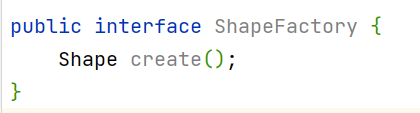 public interface ShapeFactory {
    Shape create();
}